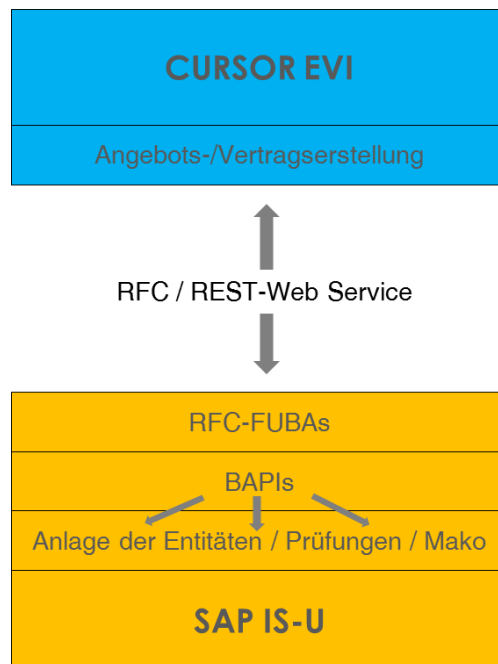 CURSOR EVI
Angebots-/Vertragserstellung
RFC / REST-Web Service
RFC-FUBAs
BAPIs
Anlage der Entitäten / Prüfungen / Mako
SAP IS-U